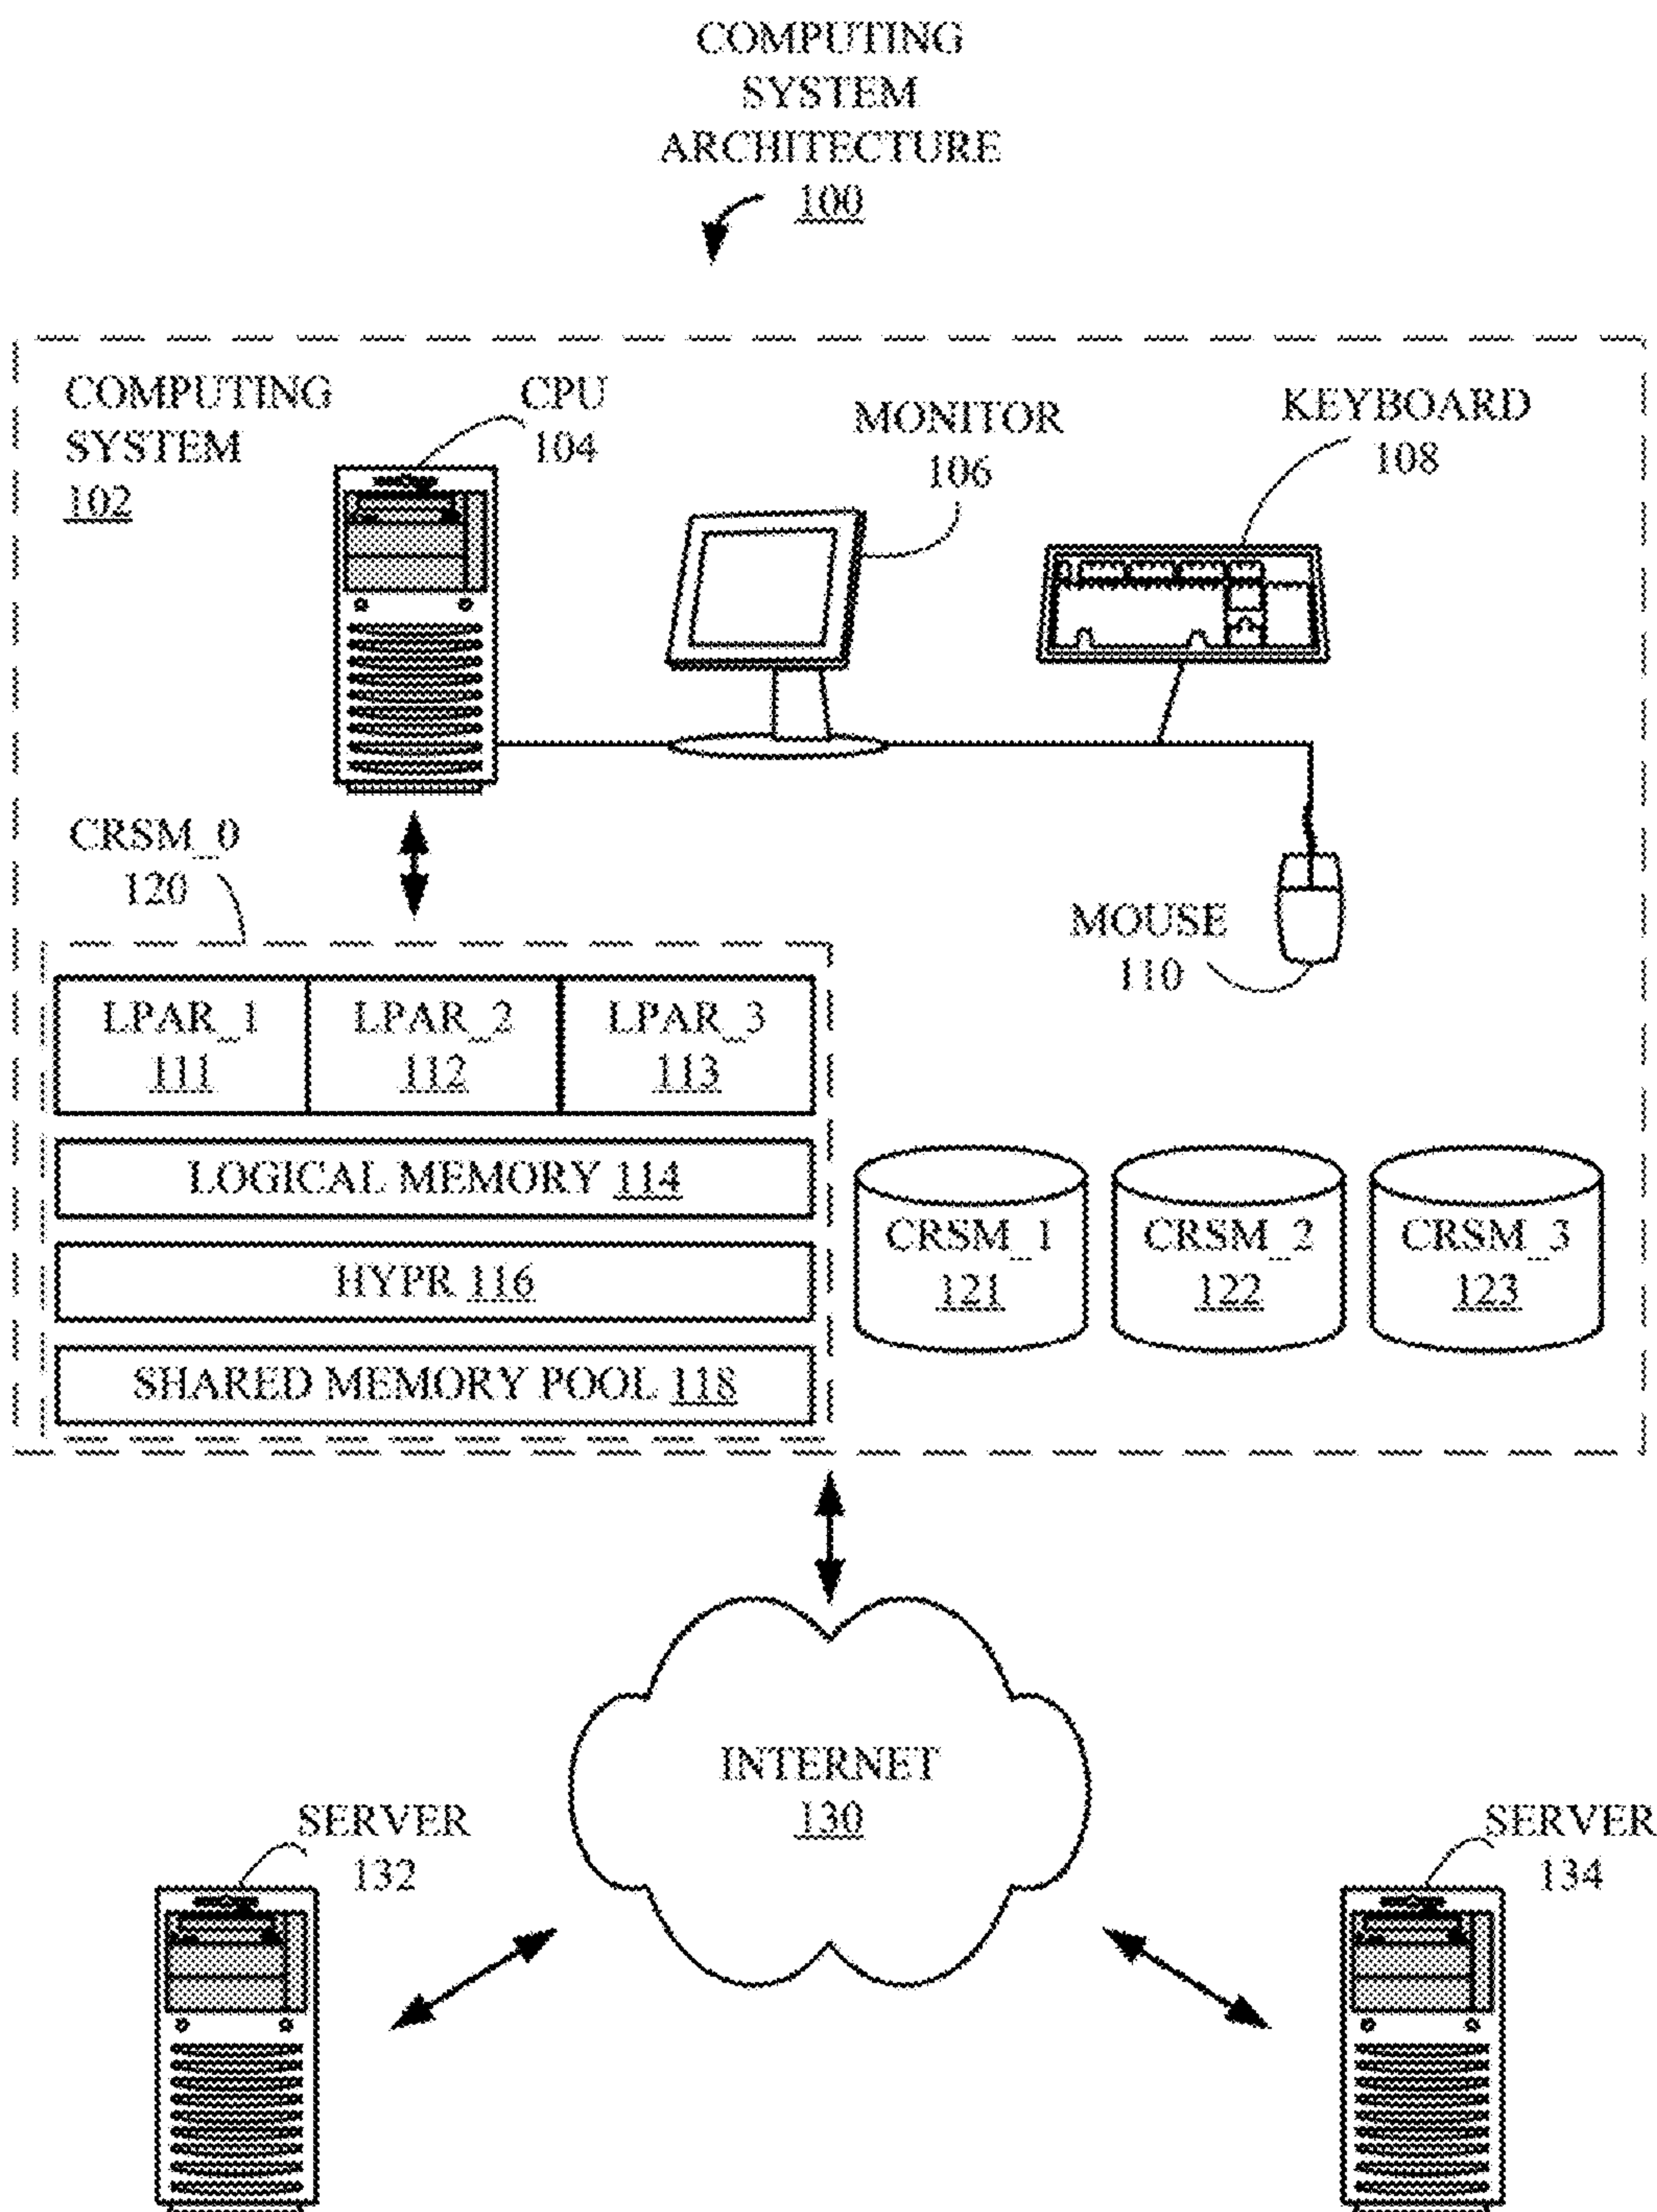 COMPUTING
SYSTEM
ARCHITECTURE
100
COMPUTING
SYSTEM
102
CPU
104
MONITOR
106
KEYBOARD
108
CRSM_0
120
MOUSE
110
LPAR_1
111
LPAR_2
112
LPAR_3
113
LOGICAL MEMORY 114
HYPR 116
SHARED MEMORY POOL 118
CRSM_1
121
CRSM_2
122
CRSM_3
123
INTERNET
130
SERVER
132
SERVER
134